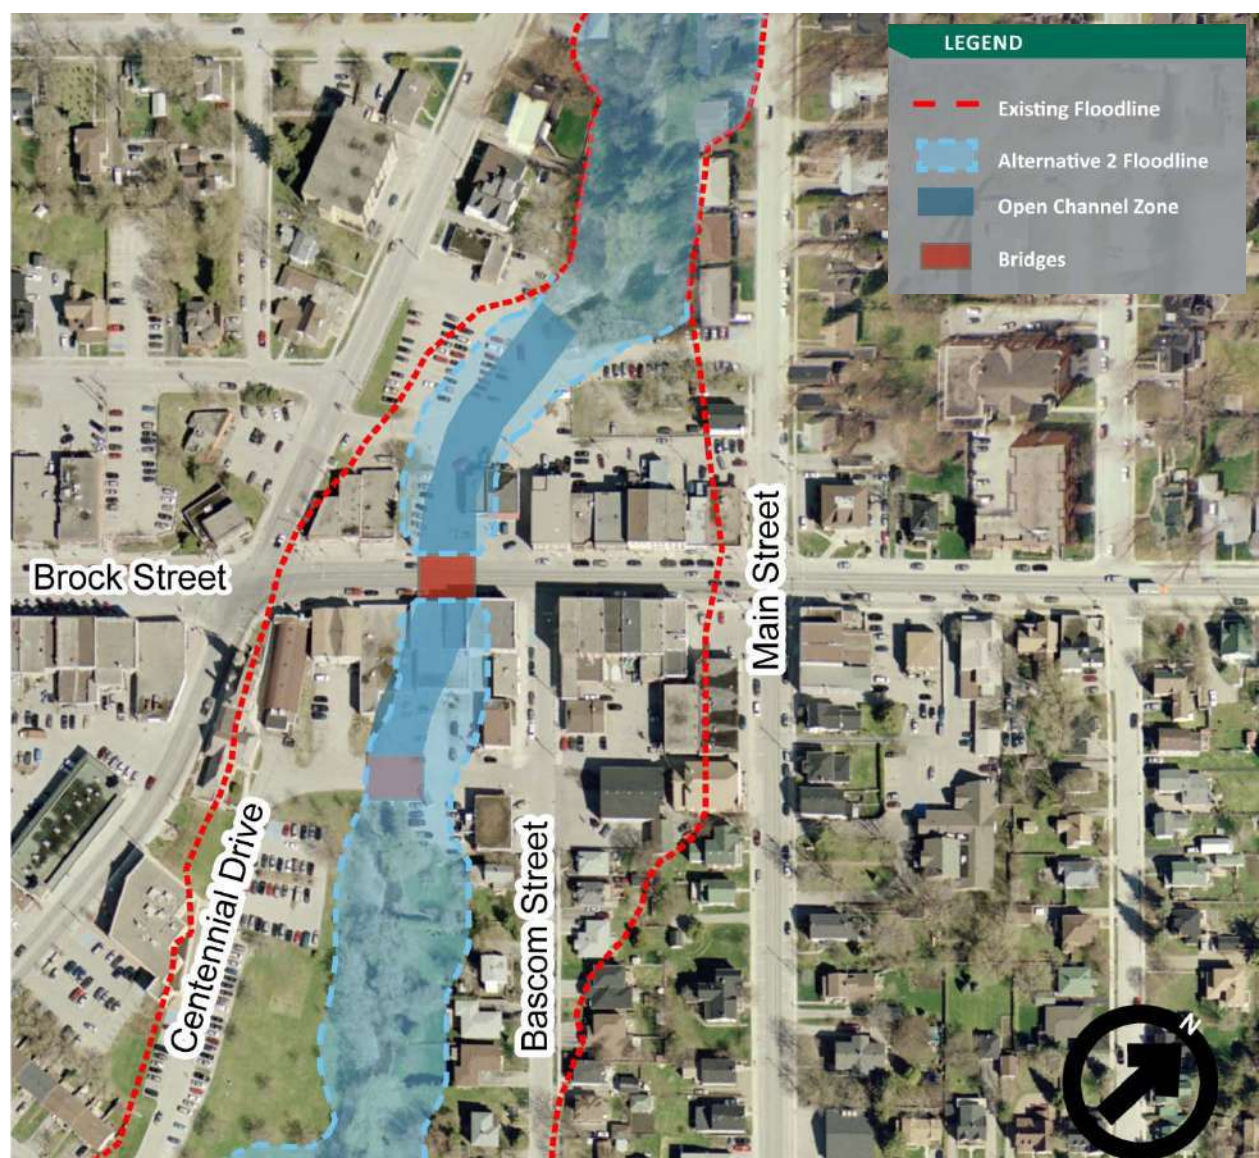 LEGEND
Existing Floodline
Alternative 2 Floodline
Open Channel Zone
Bridges
Brock Street
Main Street
Centennial Drive
Bascom Street
N